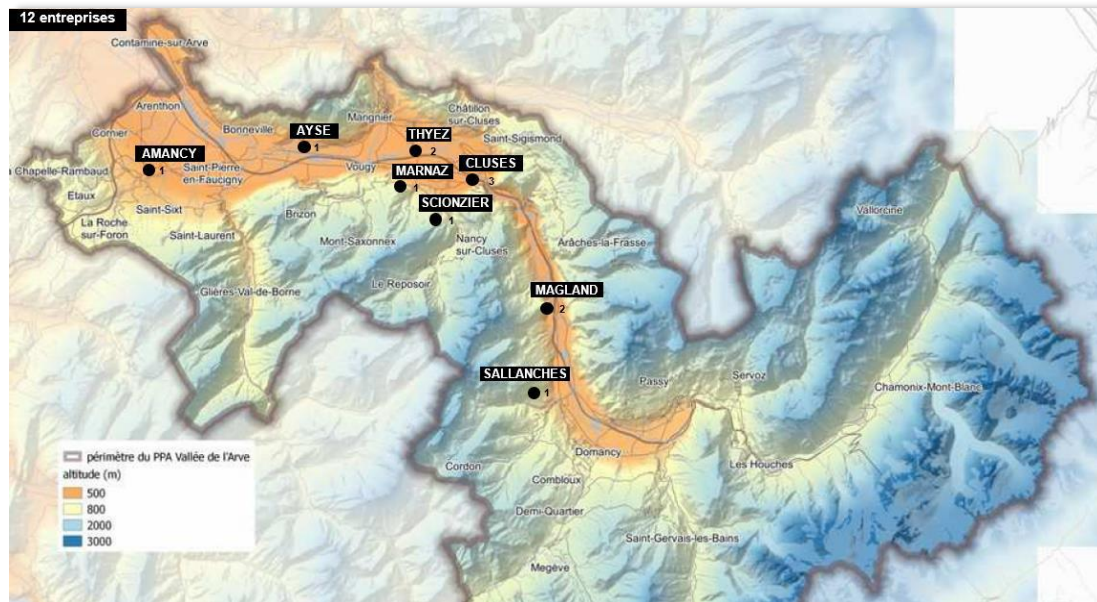 12 entreprises
Contamine-sur-Arve
Arenthon
Marignier
Châtillon
sur-Cluses
Cornier
Bonneville
AYSE
1
THYEZ
2
Saint-Sigismond
AMANCY
1
Saint-Pierre
en-Faucigny
Vougy
MARNAZ
1
CLUSES
3
La Chapelle-Rambaud
Etaux
SCIONZIER
1
La Roche
sur-Foron
Saint-Sixt
Saint-Laurent
Brizon
Mont-Saxonnex
Nancy
sur-Cluses
Arâches-la-Frasse
Vallorcine
Le Reposoir
Glières-Val-de-Borne
MAGLAND
2
SALLANCHES
1
Passy
Servoz
Chamonix-Mont-Blanc
périmètre du PPA Vallée de l'Arve
altitude (m)
500
800
2000
3000
Domancy
Cordon
Combloux
Les Houches
Demi-Quartier
Saint-Gervais-les-Bains
Megève